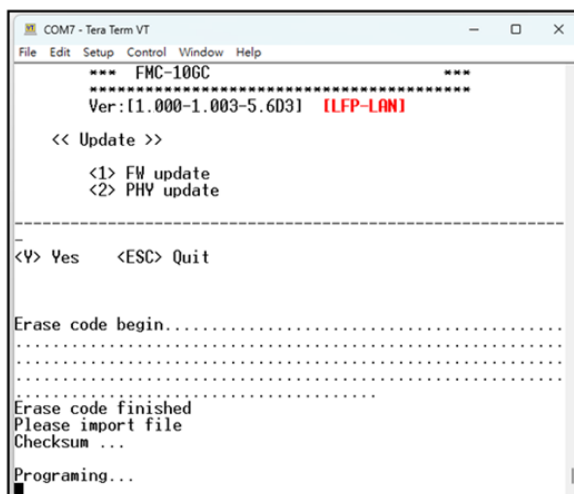 COM7 - Tera Term VT
File Edit Setup Control Window Help
*** FMC-10GC ***
*****************************************
Ver:[1.000-1.003-5.6D3] [LFP-LAN]
<< Update >>
<1> FW update
<2> PHY update
-----------------------------------------------------------
_
<Y> Yes <ESC> Quit
Erase code begin...........................................
...........................................................
...........................................................
...........................................................
.......................................
Erase code finished
Please import file
Checksum ...
Programing...